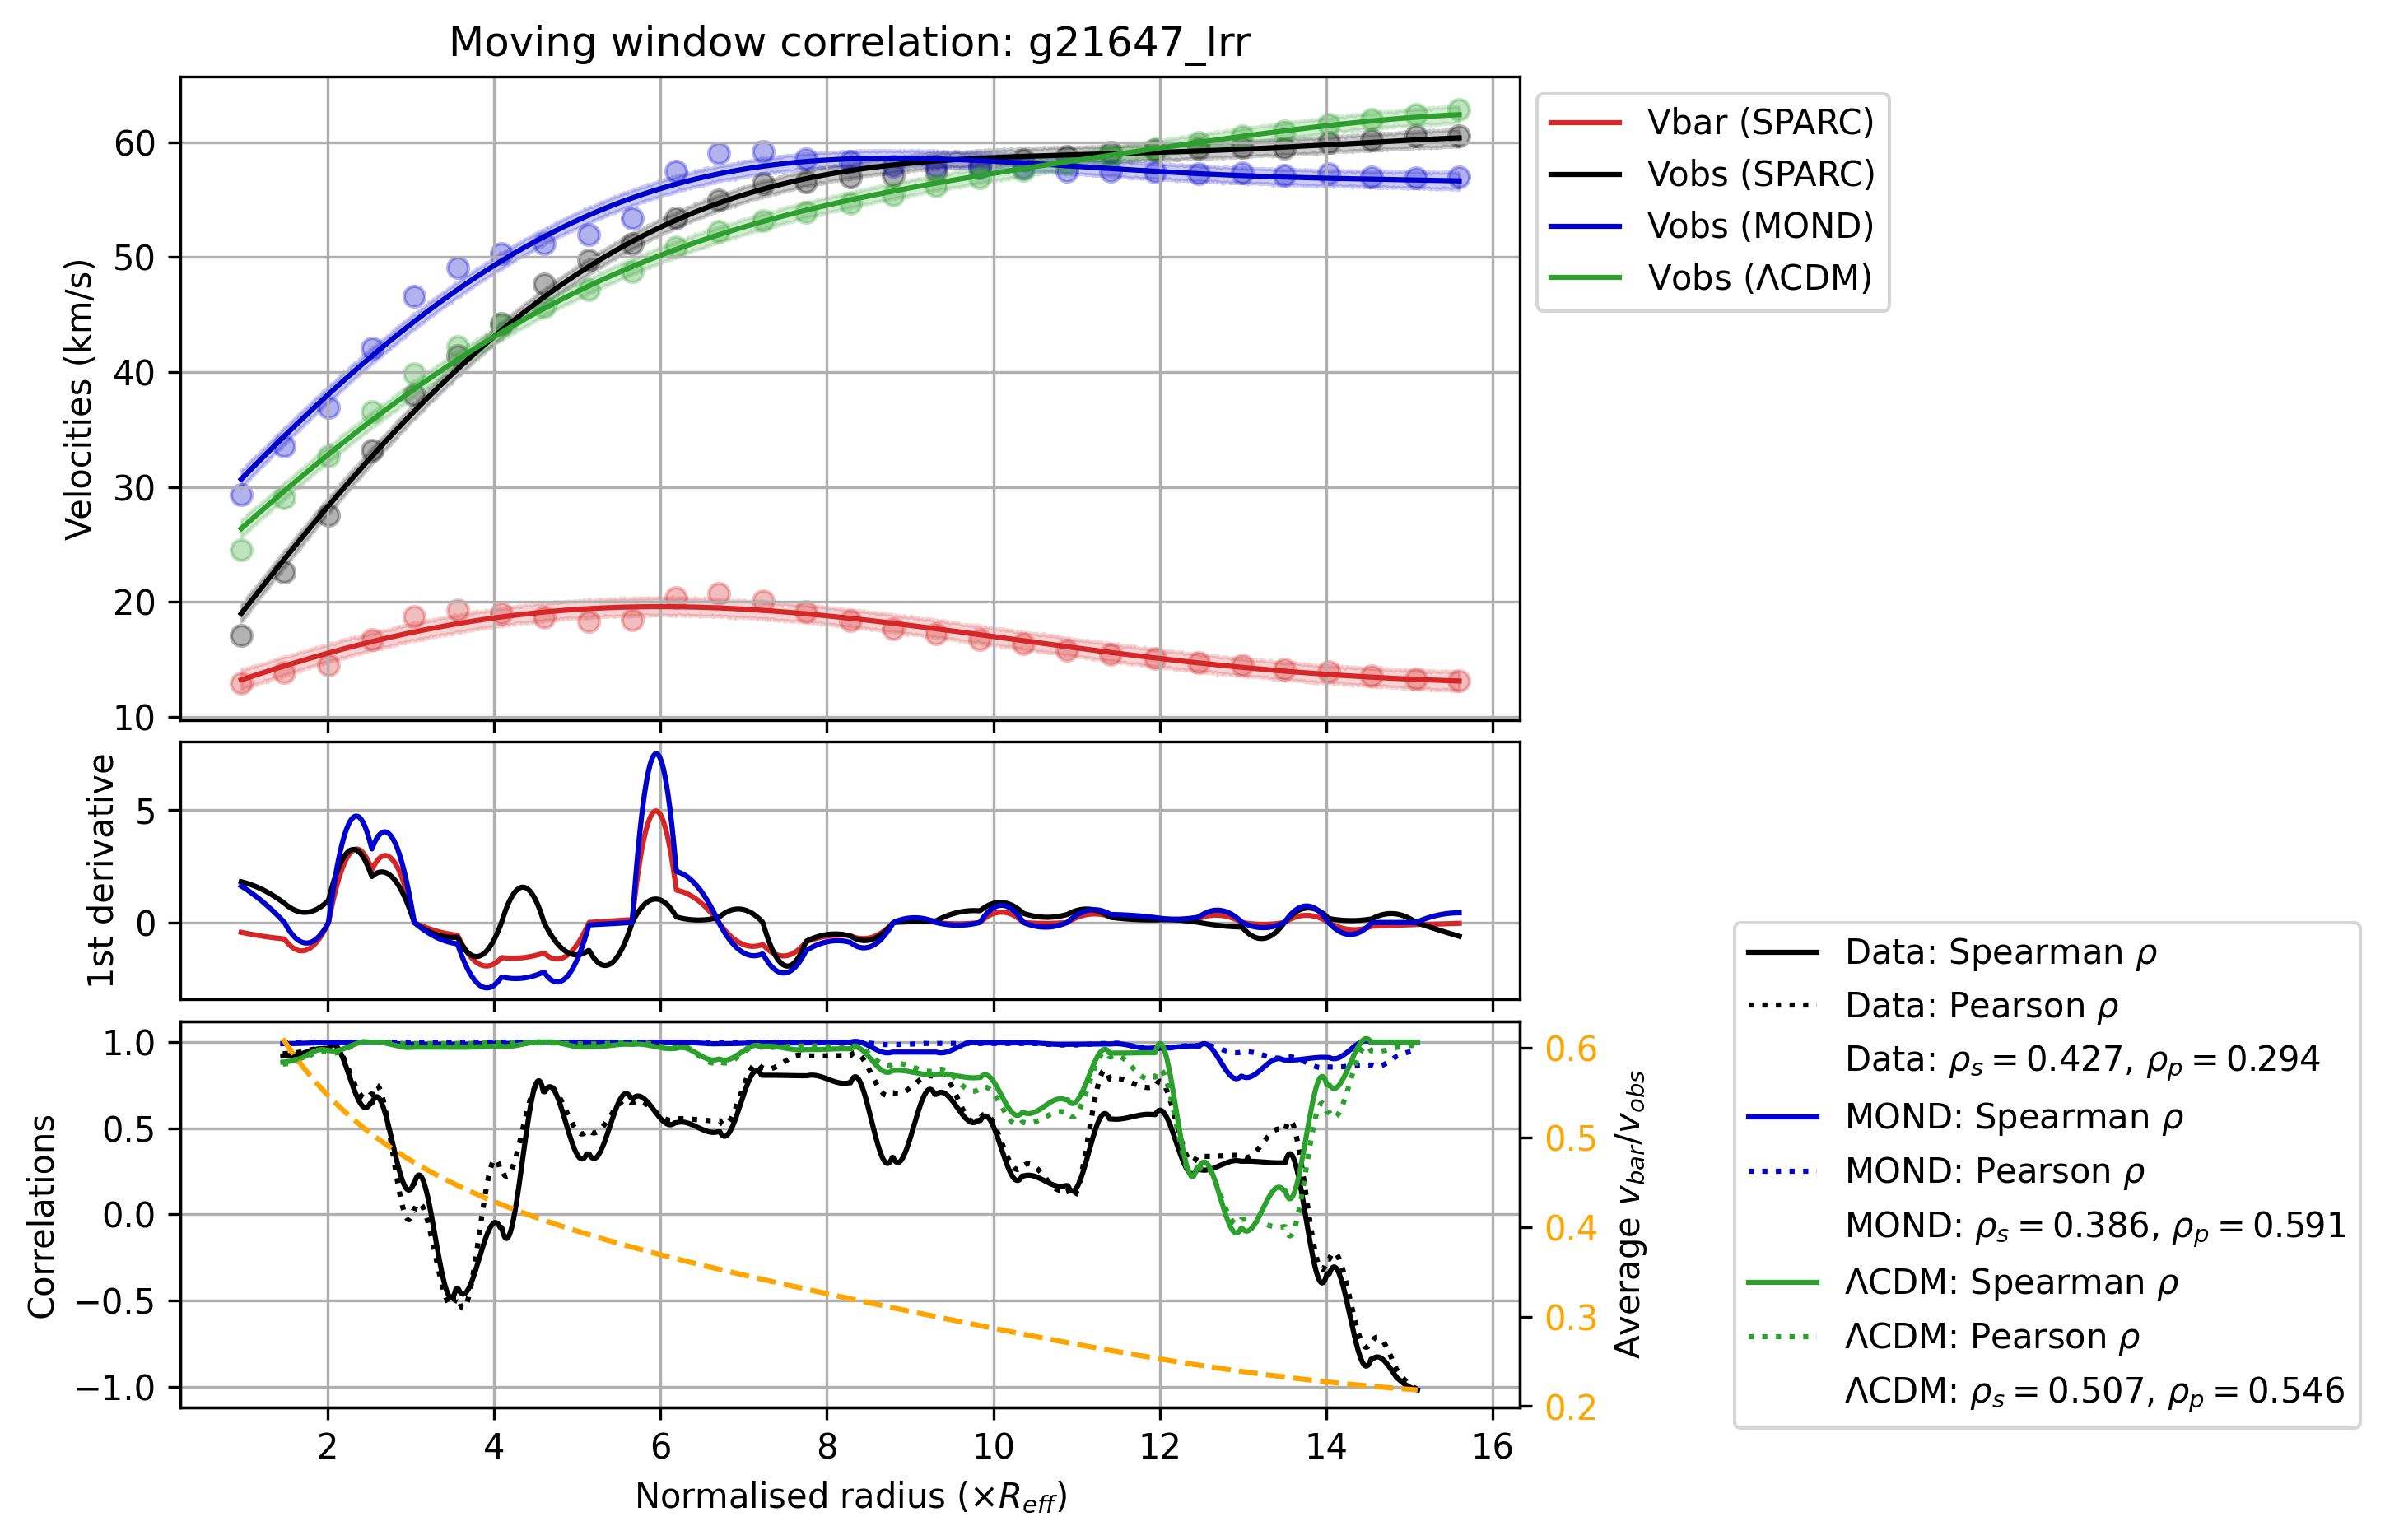 Moving window correlation: g21647_Irr
Velocities (km/s)
60
50
40
30
20
10
Vbar (SPARC)
Vobs (SPARC)
Vobs (MOND)
Vobs (ΛCDM)
1st derivative
5
0
Correlations
1.0
0.5
0.0
−0.5
−1.0
0.6
0.5
0.4
0.3
0.2
Average v_bar/v_obs
2 4 6 8 10 12 14 16
Normalised radius (×R_eff)
Data: Spearman ρ
Data: Pearson ρ
Data: ρ_s = 0.427, ρ_p = 0.294
MOND: Spearman ρ
MOND: Pearson ρ
MOND: ρ_s = 0.386, ρ_p = 0.591
ΛCDM: Spearman ρ
ΛCDM: Pearson ρ
ΛCDM: ρ_s = 0.507, ρ_p = 0.546